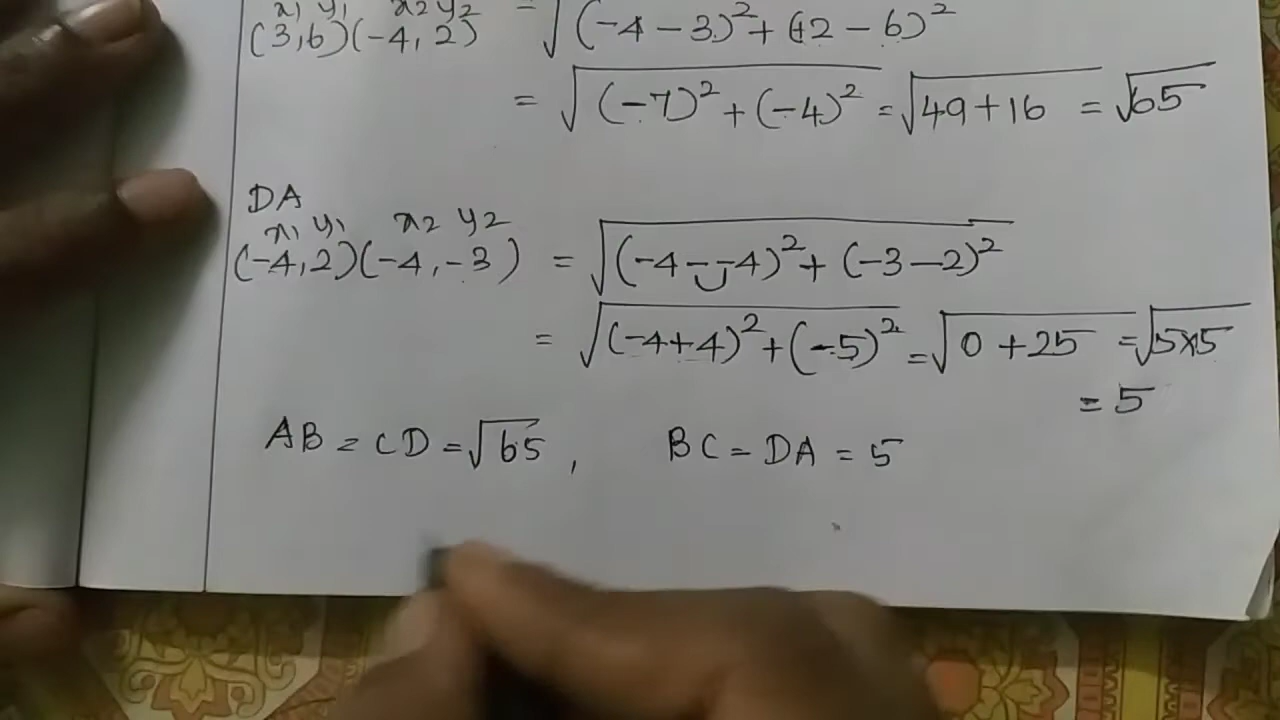 x1 y1 x2 y2
(3,6)(-4,2) = √(-4-3)²+(+2-6)²
= √(-7)²+(-4)² = √49+16 = √65
DA
x1 y1 x2 y2
(-4,2)(-4,-3) = √(-4--4)²+(-3-2)²
= √(-4+4)²+(-5)² = √0+25 = √5×5
= 5
AB = CD = √65, BC = DA = 5